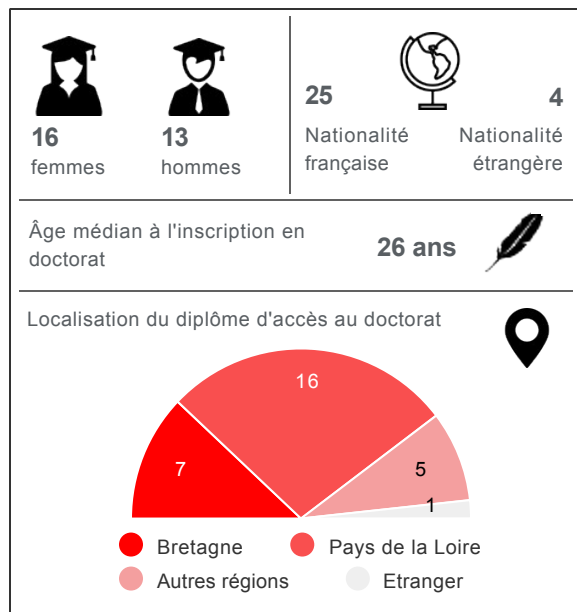 16
femmes
13
hommes
25
Nationalité
française
4
Nationalité
étrangère
Âge médian à l'inscription en
doctorat
26 ans
Localisation du diplôme d'accès au doctorat
16
7
5
1
Bretagne
Pays de la Loire
Autres régions
Etranger